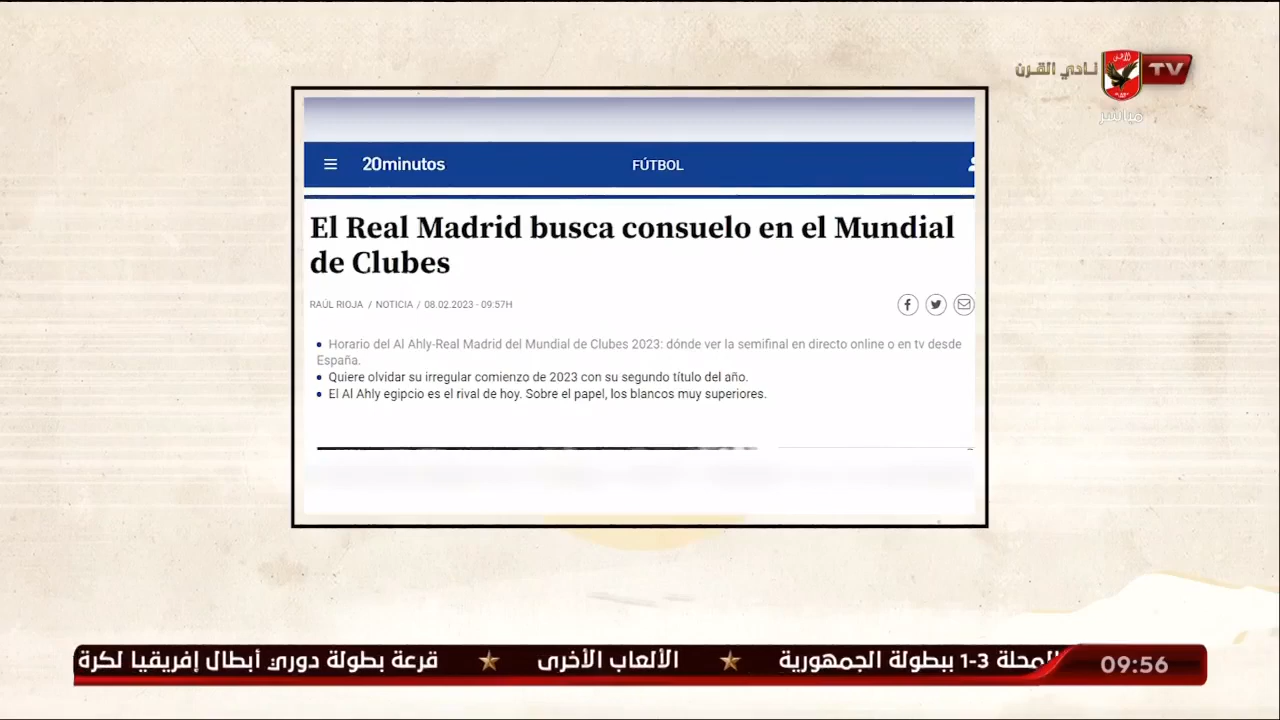 نادي القرن
TV
مباشر
20minutos
FÚTBOL
El Real Madrid busca consuelo en el Mundial
de Clubes
RAÚL RIOJA / NOTICIA / 08.02.2023 - 09:57H
Horario del Al Ahly-Real Madrid del Mundial de Clubes 2023: dónde ver la semifinal en directo online o en tv desde
España.
Quiere olvidar su irregular comienzo de 2023 con su segundo título del año.
El Al Ahly egipcio es el rival de hoy. Sobre el papel, los blancos muy superiores.
المحلة 3-1 ببطولة الجمهورية ★ الألعاب الأخرى ★ قرعة بطولة دوري أبطال إفريقيا لكرة
09:56